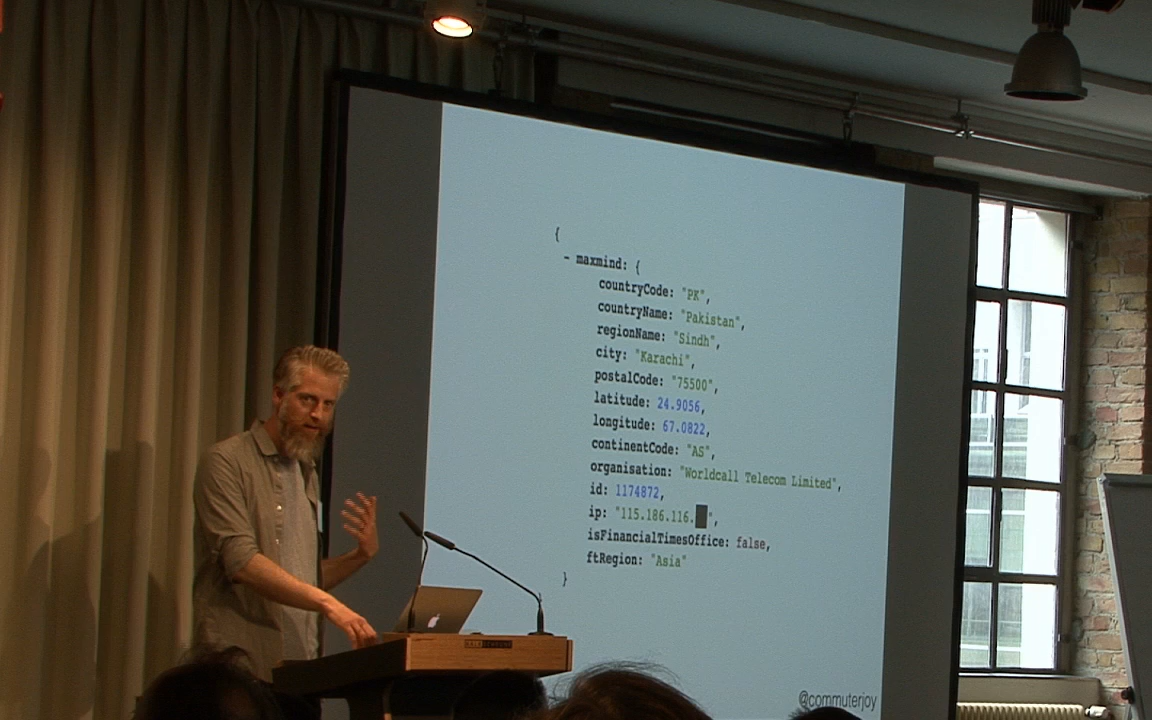 {
- maxmind: {
countryCode: "PK",
countryName: "Pakistan",
regionName: "Sindh",
city: "Karachi",
postalCode: "75500",
latitude: 24.9056,
longitude: 67.0822,
continentCode: "AS",
organisation: "Worldcall Telecom Limited",
id: 1174872,
ip: "115.186.116. ",
isFinancialTimesOffice: false,
ftRegion: "Asia"
}
@commuterjoy